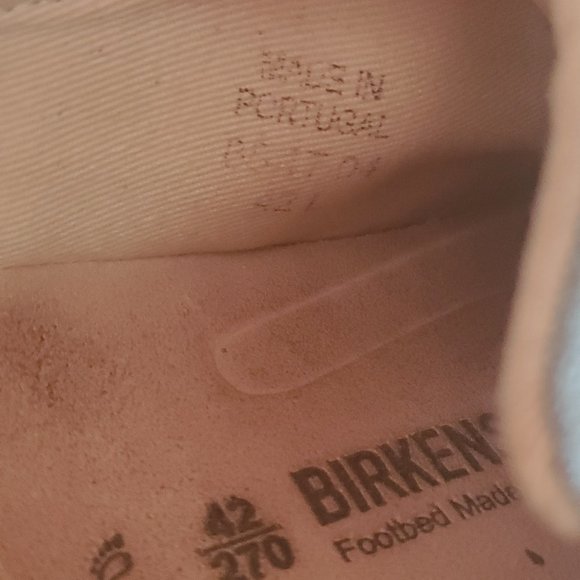 MADE IN
PORTUGAL
BIRKENS
Footbed Made
42
270